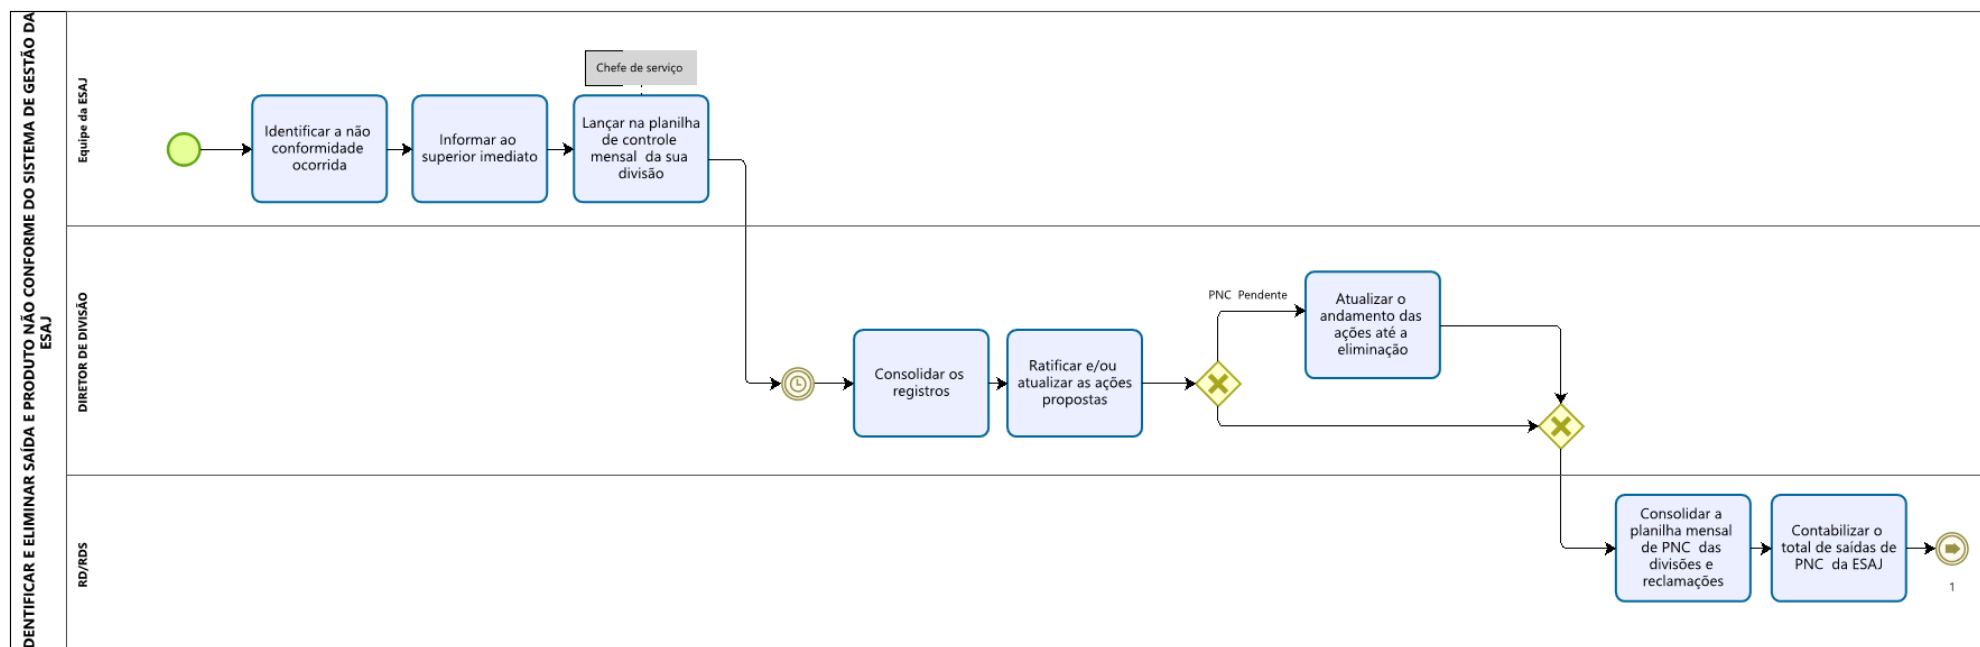 IDENTIFICAR E ELIMINAR SAÍDA E PRODUTO NÃO CONFORME DO SISTEMA DE GESTÃO DA
ESAJ
Equipe da ESAJ
Chefe de serviço
Identificar a não
conformidade
ocorrida
Informar ao
superior imediato
Lançar na planilha
de controle
mensal da sua
divisão
DIRETOR DE DIVISÃO
Consolidar os
registros
Ratificar e/ou
atualizar as ações
propostas
PNC Pendente
Atualizar o
andamento das
ações até a
eliminação
RD/RDS
Consolidar a
planilha mensal
de PNC das
divisões e
reclamações
Contabilizar o
total de saídas de
PNC da ESAJ
1